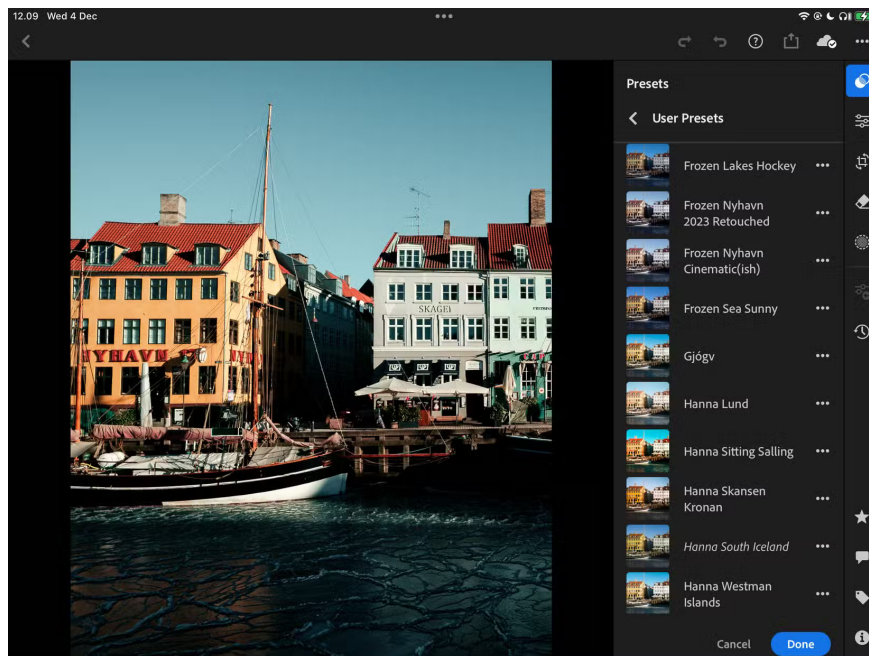 12.09 Wed 4 Dec
Presets
User Presets
Frozen Lakes Hockey
Frozen Nyhavn
2023 Retouched
Frozen Nyhavn
Cinematic(ish)
Frozen Sea Sunny
Gjógv
Hanna Lund
Hanna Sitting Salling
Hanna Skansen
Kronan
Hanna South Iceland
Hanna Westman
Islands
Cancel Done
SKAGEN
NYHAVN